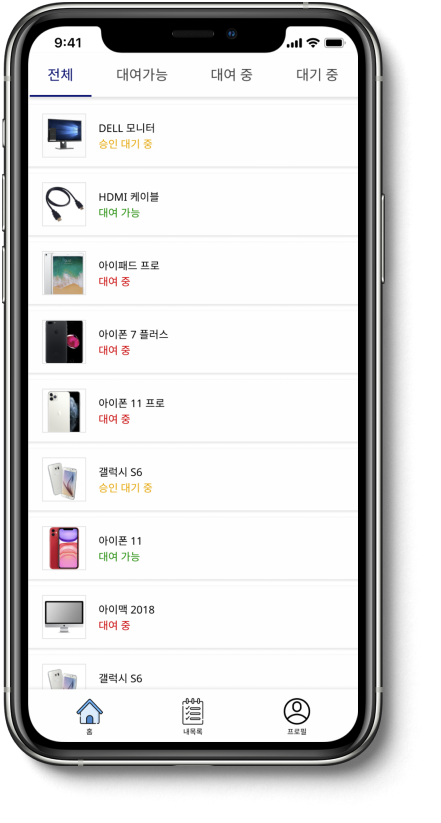 9:41
전체 대여가능 대여 중 대기 중
DELL 모니터
승인 대기 중
HDMI 케이블
대여 가능
아이패드 프로
대여 중
아이폰 7 플러스
대여 중
아이폰 11 프로
대여 중
갤럭시 S6
승인 대기 중
아이폰 11
대여 가능
아이맥 2018
대여 중
갤럭시 S6
홈 내목록 프로필